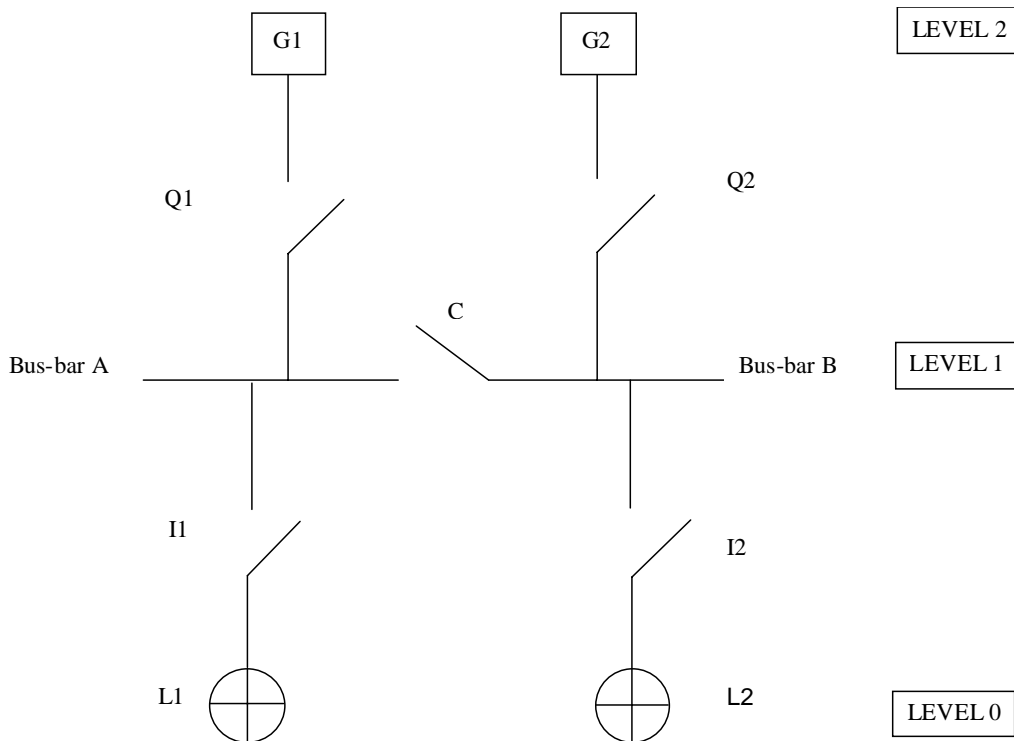 G1
G2
LEVEL 2
Q1
Q2
C
Bus-bar A
Bus-bar B
LEVEL 1
I1
I2
L1
L2
LEVEL 0